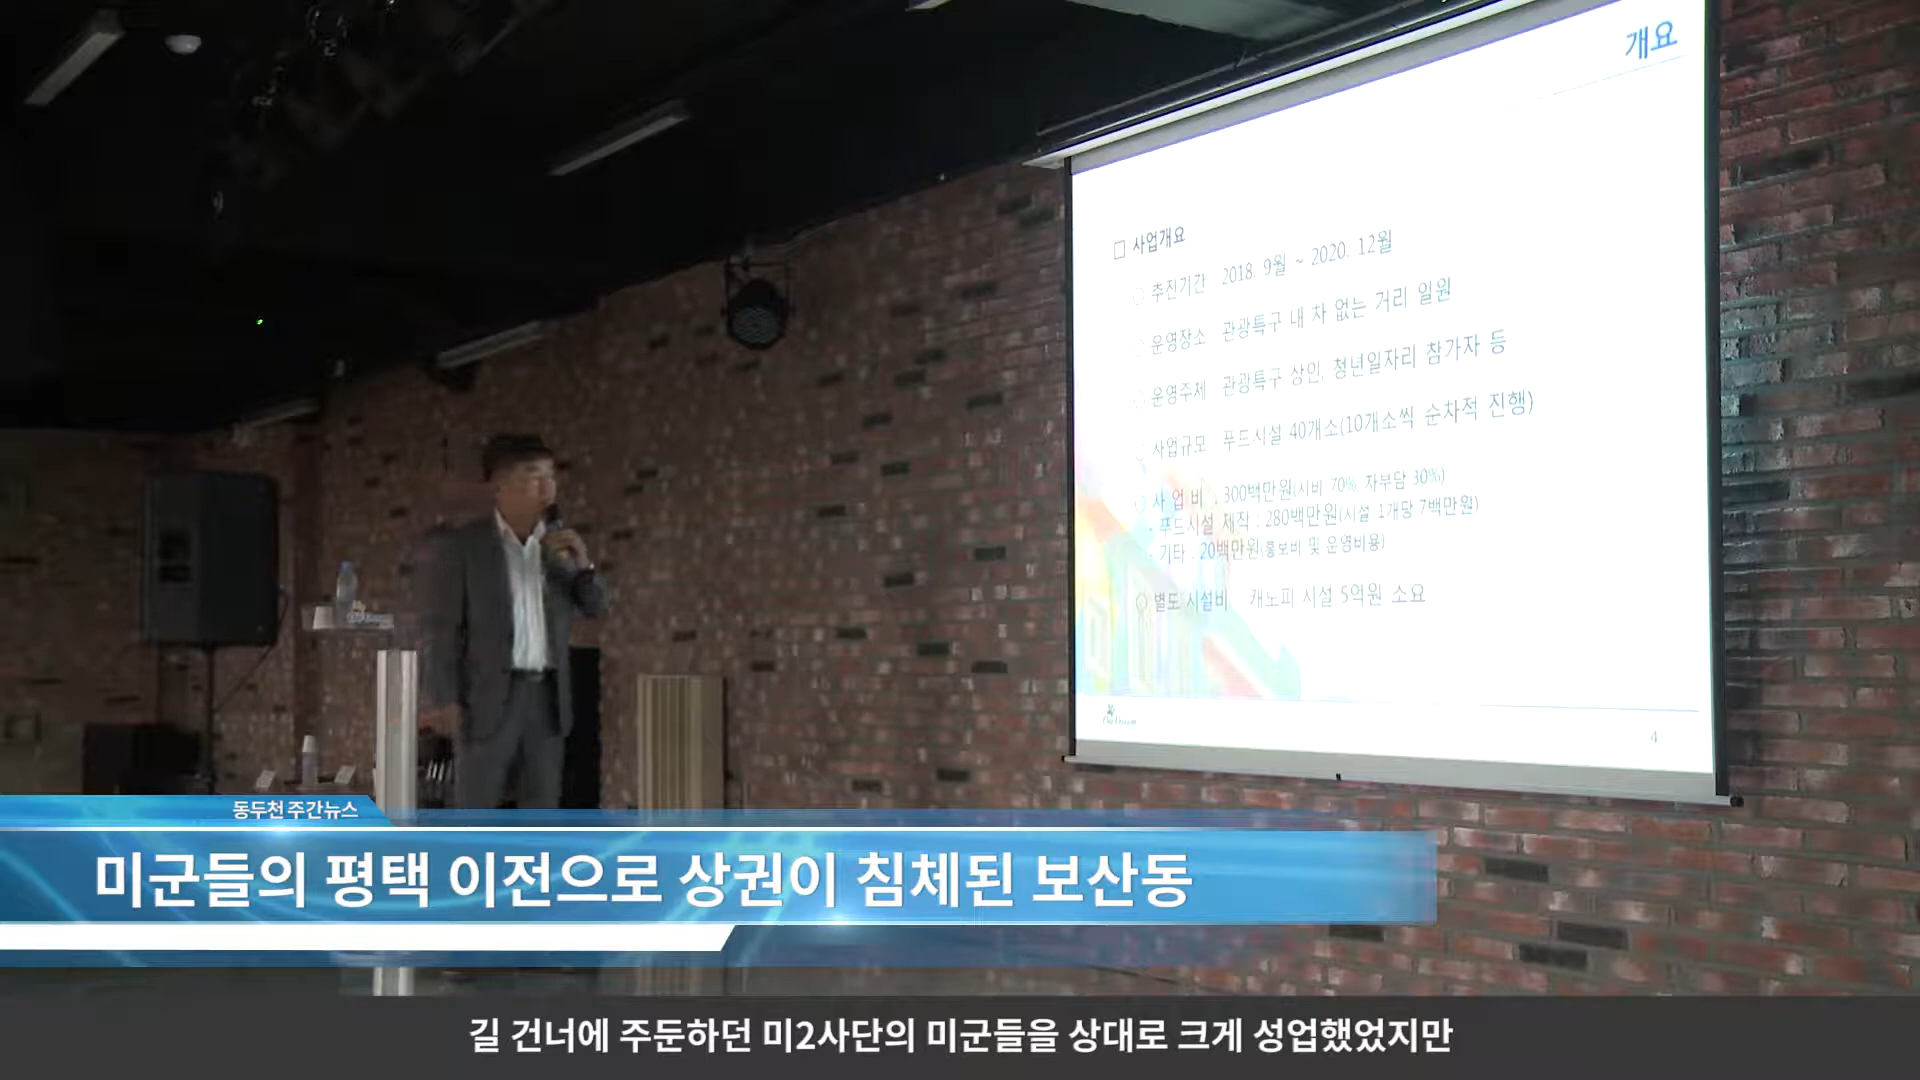 개요
□ 사업개요
○ 추진기간 2018. 9월 ~ 2020. 12월
○ 운영장소 관광특구 내 차 없는 거리 일원
○ 운영주체 관광특구 상인, 청년일자리 참가자 등
○ 사업규모 푸드시설 40개소(10개소씩 순차적 진행)
○ 사 업 비 : 300백만원(시비 70%, 자부담 30%)
- 푸드시설 제작 : 280백만원(시설 1개당 7백만원)
- 기타 : 20백만원(홍보비 및 운영비용)
○ 별도 시설비 캐노피 시설 5억원 소요
4
동두천 주간뉴스
미군들의 평택 이전으로 상권이 침체된 보산동
길 건너에 주둔하던 미2사단의 미군들을 상대로 크게 성업했었지만